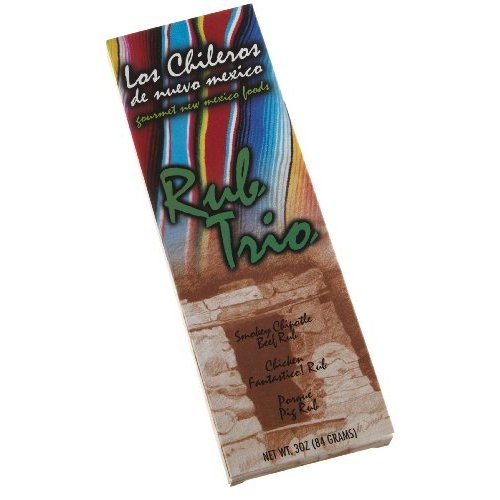 Los Chileros
de nuevo mexico
gourmet new mexico foods
Rub
Trio
Smokey Chipotle
Beef Rub
Chicken
Fantastico! Rub
Porque
Pig Rub
NET WT. 3OZ (84 GRAMS)